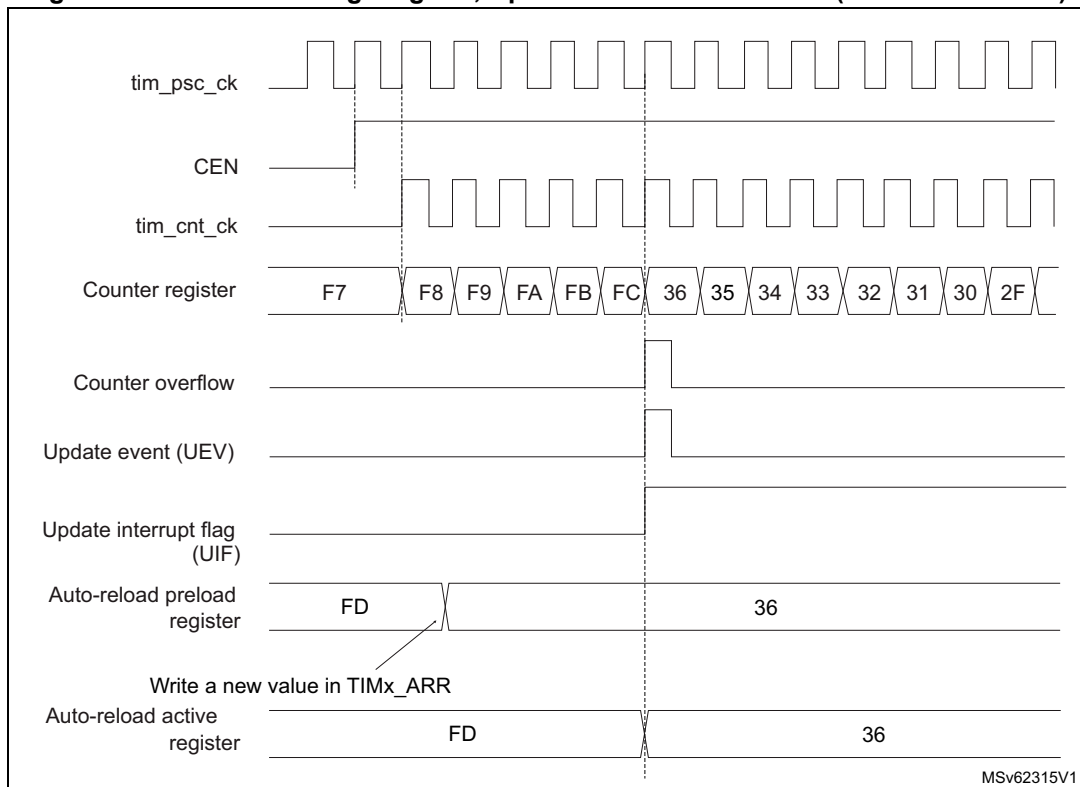 tim_psc_ck
CEN
tim_cnt_ck
Counter register F7 F8 F9 FA FB FC 36 35 34 33 32 31 30 2F
Counter overflow
Update event (UEV)
Update interrupt flag
(UIF)
Auto-reload preload
register
FD 36
Write a new value in TIMx_ARR
Auto-reload active
register
FD 36
MSv62315V1